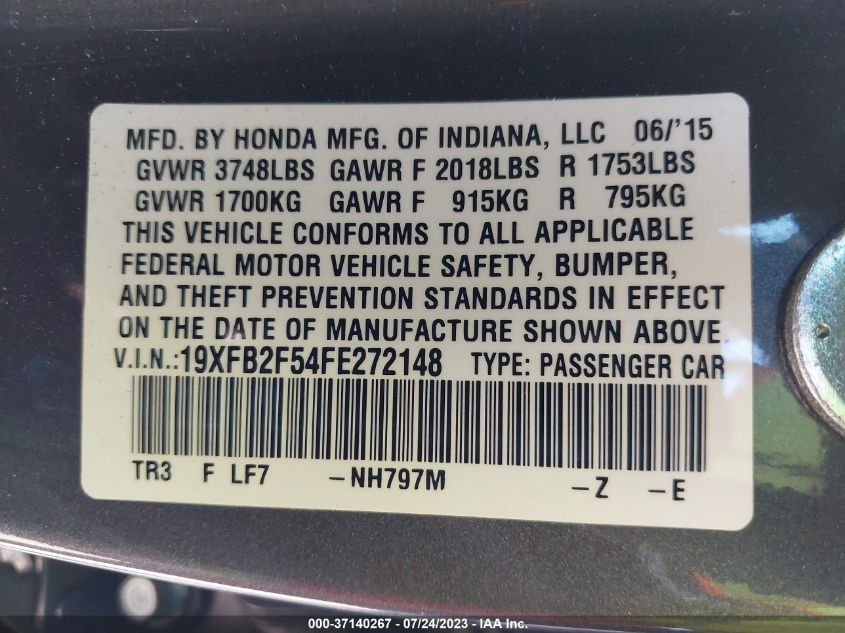 MFD. BY HONDA MFG. OF INDIANA, LLC 06/'15
GVWR 3748LBS GAWR F 2018LBS R 1753LBS
GVWR 1700KG GAWR F 915KG R 795KG
THIS VEHICLE CONFORMS TO ALL APPLICABLE
FEDERAL MOTOR VEHICLE SAFETY, BUMPER,
AND THEFT PREVENTION STANDARDS IN EFFECT
ON THE DATE OF MANUFACTURE SHOWN ABOVE.
V.I.N.:19XFB2F54FE272148 TYPE: PASSENGER CAR
TR3 F LF7 -NH797M -Z -E
000-37140267 - 07/24/2023 - IAA Inc.